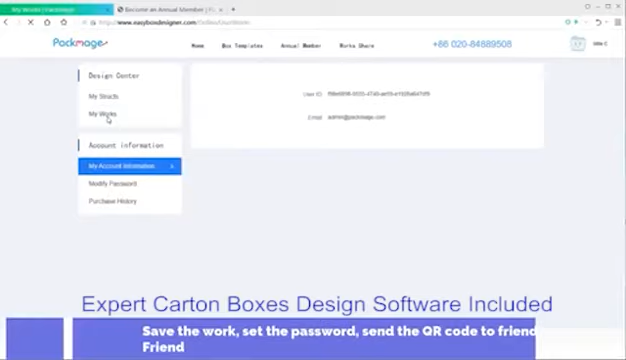 My Works | Packmage
Become an Annual Member | P
www.easyboxdesigner.com
Packmage
Home Box Templates Annual Member Works Share
+86 020-84889508
Design Center
My Structs
My Works
User ID
Email admin@packmage.com
Account information
My Account Information
Modify Password
Purchase History
Expert Carton Boxes Design Software Included
Save the work, set the password, send the QR code to friend
Friend